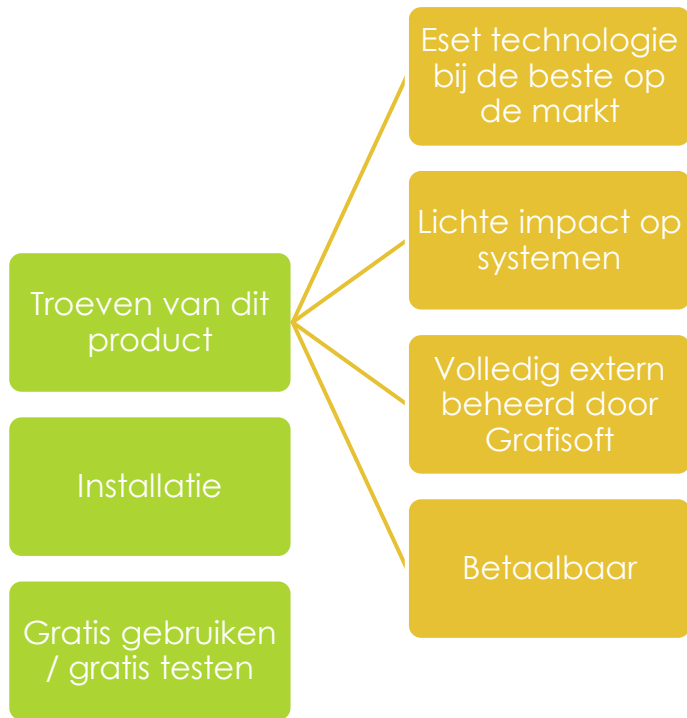 Troeven van dit
product
Eset technologie
bij de beste op
de markt
Lichte impact op
systemen
Volledig extern
beheerd door
Grafisoft
Betaalbaar
Installatie
Gratis gebruiken
/ gratis testen